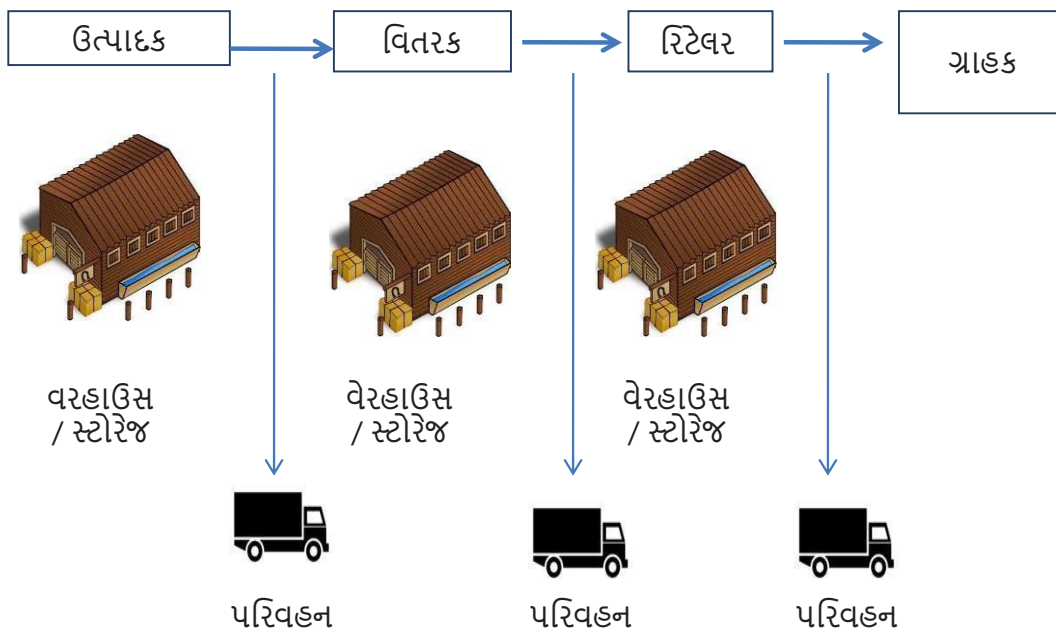 ઉત્પાદક
વિતરક
રિટેલર
ગ્રાહક
વરહાઉસ
/ સ્ટોરેજ
વેરહાઉસ
/ સ્ટોરેજ
વેરહાઉસ
/ સ્ટોરેજ
પરિવહન
પરિવહન
પરિવહન